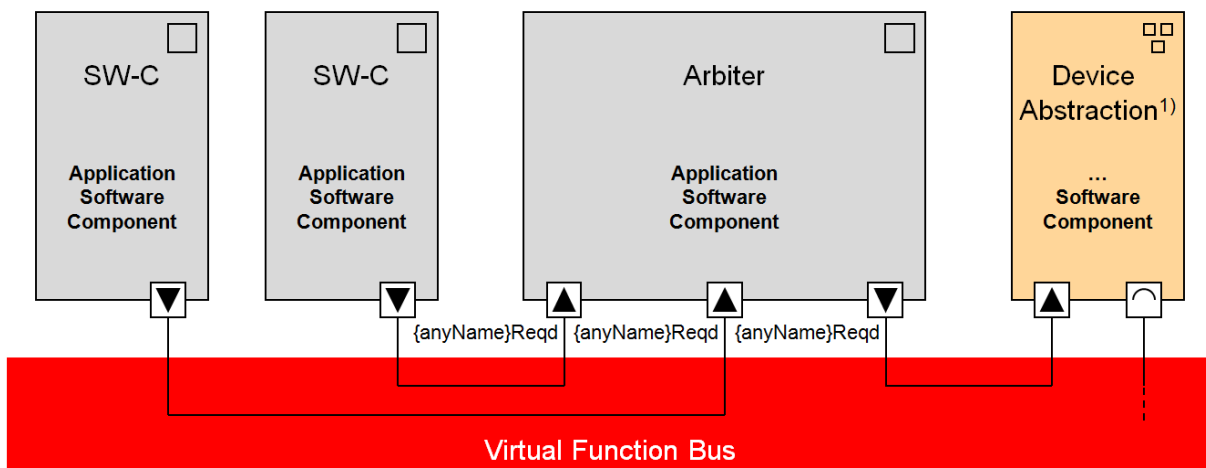 SW-C
Application
Software
Component
SW-C
Application
Software
Component
Arbiter
Application
Software
Component
Device
Abstraction1)
...
Software
Component
{anyName}Reqd
{anyName}Reqd
{anyName}Reqd
Virtual Function Bus